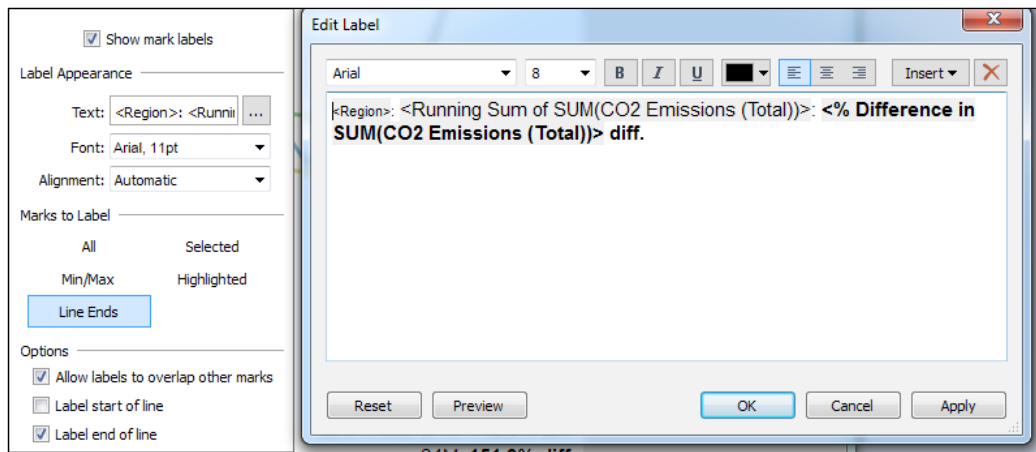 Show mark labels
Label Appearance
Text: <Region>: <Runnin ...
Font: Arial, 11pt
Alignment: Automatic
Marks to Label
All Selected
Min/Max Highlighted
Line Ends
Options
Allow labels to overlap other marks
Label start of line
Label end of line
Edit Label
Arial 8 B I U Insert
<Region>: <Running Sum of SUM(CO2 Emissions (Total))>: <% Difference in
SUM(CO2 Emissions (Total))> diff.
Reset Preview OK Cancel Apply